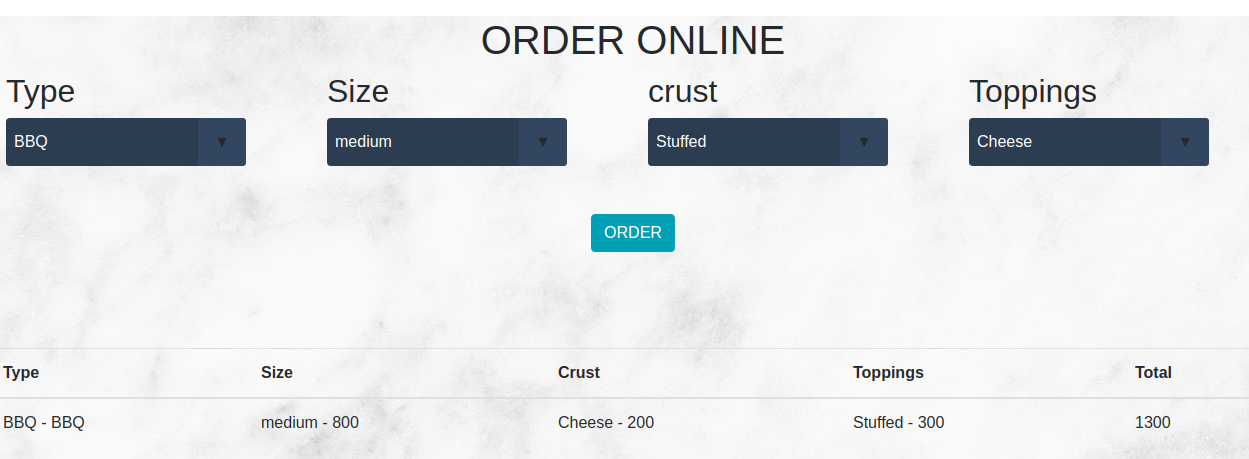 ORDER ONLINE
Type Size crust Toppings
BBQ medium Stuffed Cheese
ORDER
Type Size Crust Toppings Total
BBQ - BBQ medium - 800 Cheese - 200 Stuffed - 300 1300